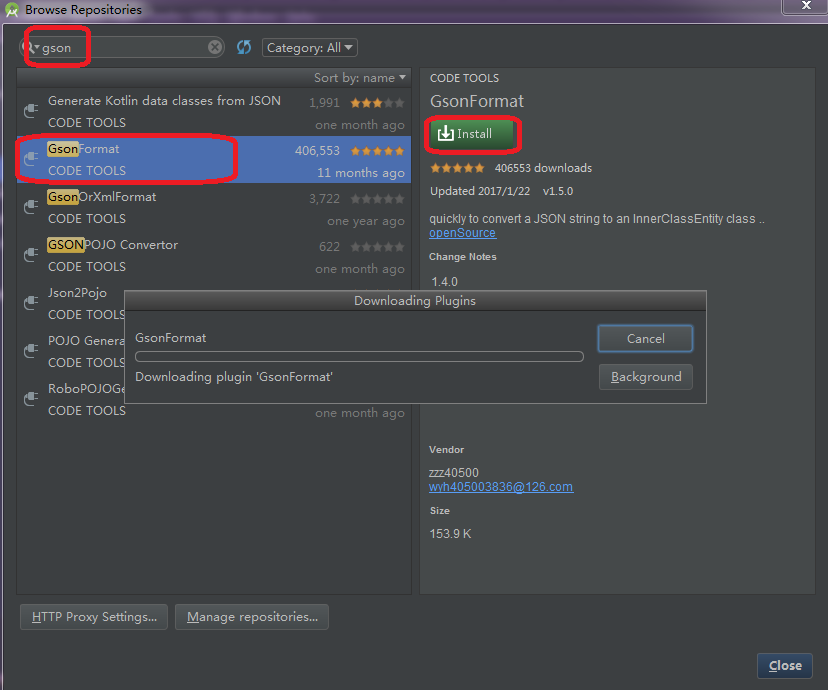 Browse Repositories
gson
Category: All
Sort by: name
Generate Kotlin data classes from JSON 1,991
CODE TOOLS one month ago
GsonFormat 406,553
CODE TOOLS 11 months ago
GsonOrXmlFormat 3,722
CODE TOOLS one year ago
GSONPOJO Convertor 622
CODE TOOLS one month ago
Json2Pojo
CODE TOOLS
POJO Genera
CODE TOOLS
RoboPOJOGe
CODE TOOLS one month ago
CODE TOOLS
GsonFormat
Install
406553 downloads
Updated 2017/1/22 v1.5.0
quickly to convert a JSON string to an InnerClassEntity class ..
openSource
Change Notes
1.4.0
Downloading Plugins
GsonFormat
Cancel
Downloading plugin 'GsonFormat'
Background
Vendor
zzz40500
wvh405003836@126.com
Size
153.9 K
HTTP Proxy Settings...
Manage repositories...
Close